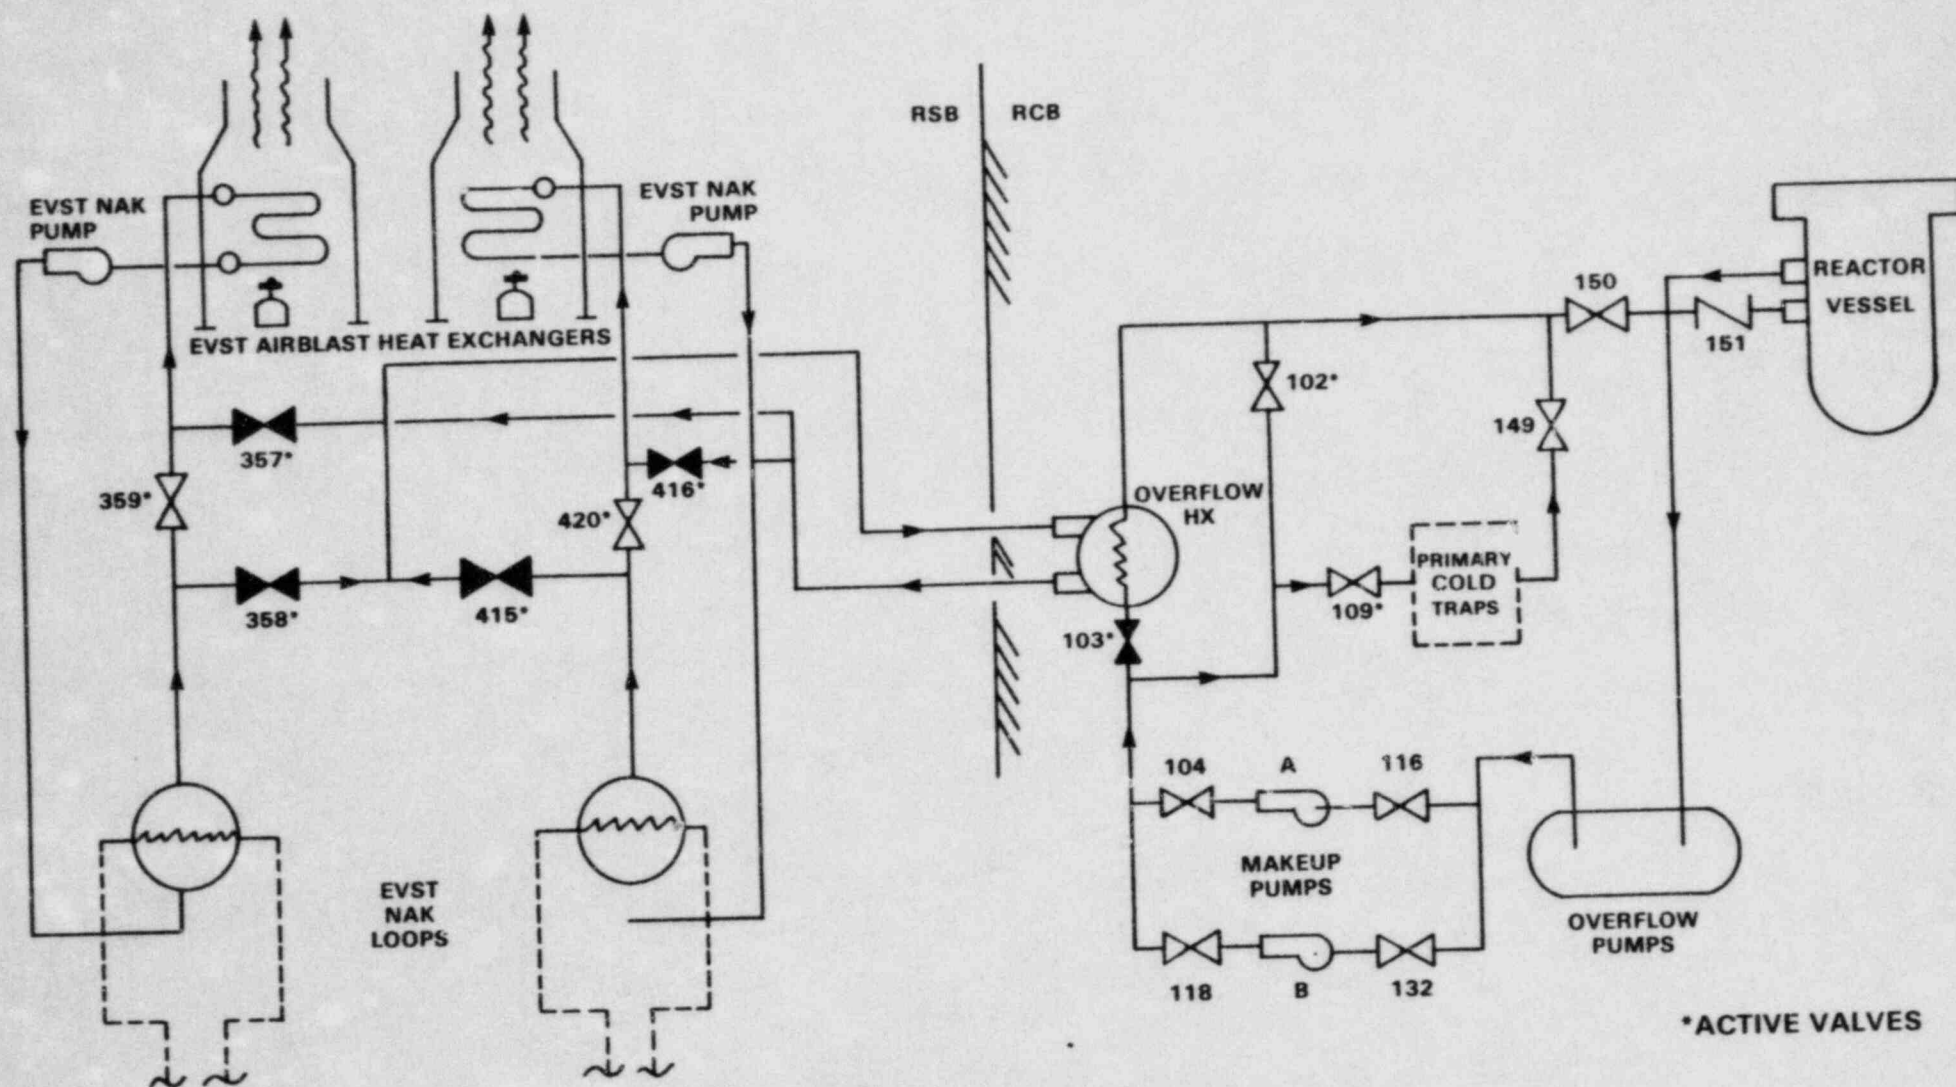 RSB
RCB
EVST NAK
PUMP
EVST NAK
PUMP
EVST AIRBLAST HEAT EXCHANGERS
REACTOR
VESSEL
150
151
102*
149
357*
416*
359*
420*
OVERFLOW
HX
358*
415*
103*
109*
PRIMARY
COLD
TRAPS
104
A
116
MAKEUP
PUMPS
EVST
NAK
LOOPS
OVERFLOW
PUMPS
118
B
132
*ACTIVE VALVES